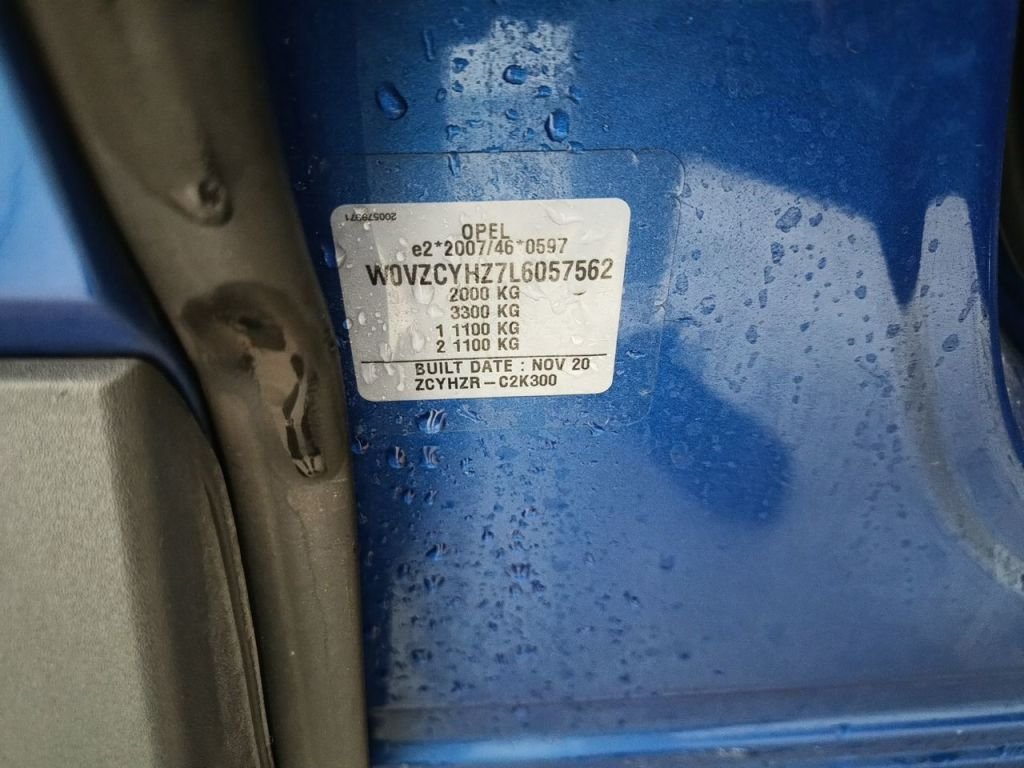 200579371
OPEL
e2*2007/46*0597
W0VZCYHZ7L6057562
2000 KG
3300 KG
1 1100 KG
2 1100 KG
BUILT DATE : NOV 20
ZCYHZR-C2K300